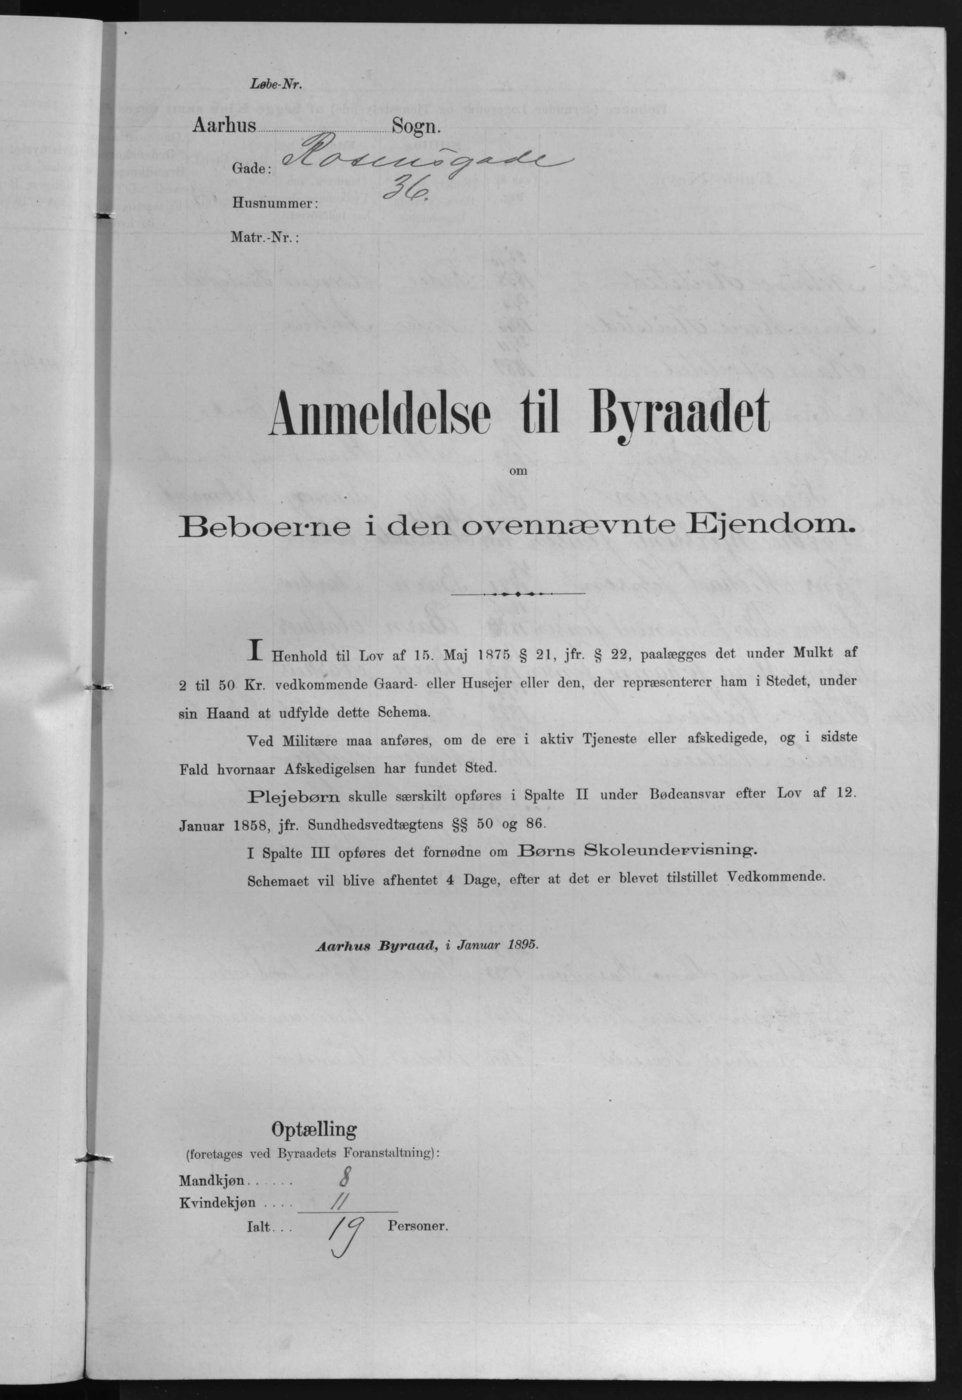 Løbe-Nr.
Aarhus Sogn.
Gade: Rosensgade
Husnummer: 36.
Matr.-Nr.:
Anmeldelse til Byraadet
om
Beboerne i den ovennævnte Ejendom.
I Henhold til Lov af 15. Maj 1875 § 21, jfr. § 22, paalægges det under Mulkt af
2 til 50 Kr. vedkommende Gaard- eller Husejer eller den, der repræsenterer ham i Stedet, under
sin Haand at udfylde dette Schema.
Ved Militære maa anføres, om de ere i aktiv Tjeneste eller afskedigede, og i sidste
Fald hvornaar Afskedigelsen har fundet Sted.
Plejebørn skulle særskilt opføres i Spalte II under Bødeansvar efter Lov af 12.
Januar 1858, jfr. Sundhedsvedtægtens §§ 50 og 86.
I Spalte III opføres det fornødne om Børns Skoleundervisning.
Schemaet vil blive afhentet 4 Dage, efter at det er blevet tilstillet Vedkommende.
Aarhus Byraad, i Januar 1895.
Optælling
(foretages ved Byraadets Foranstaltning):
Mandkjøn...... 8
Kvindekjøn.... 11
Ialt... 19 Personer.